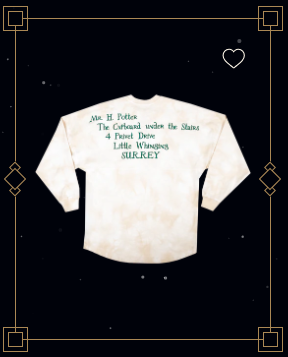 Mr. H. Potter
The Cupboard under the Stairs
4 Privet Drive
Little Whinging
SURREY